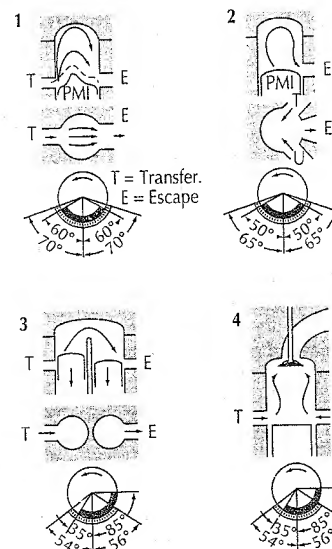 1
T E
PMI
T E
T = Transfer.
E = Escape
60° 60°
70° 70°
2
PMI
T
E
50° 50°
65° 65°
3
T E
T E
35° 85°
54° 56°
4
T
35° 85°
54° 56°